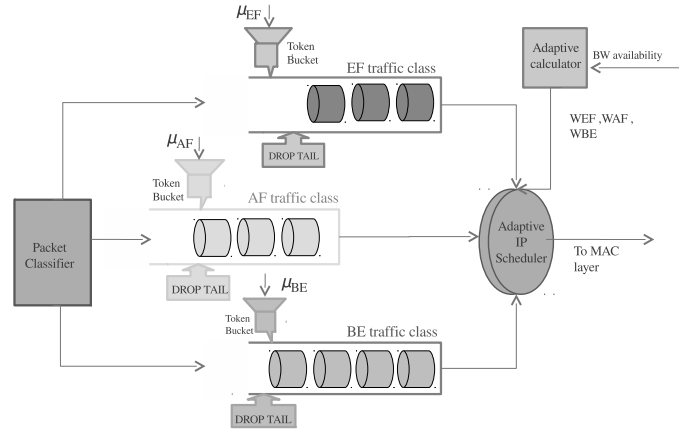 μEF
Token
Bucket
EF traffic class
DROP TAIL
Adaptive
calculator
BW availability
WEF ,WAF ,
WBE
μAF
Token
Bucket
AF traffic class
DROP TAIL
Packet
Classifier
Adaptive
IP
Scheduler
To MAC
layer
μBE
Token
Bucket
BE traffic class
DROP TAIL